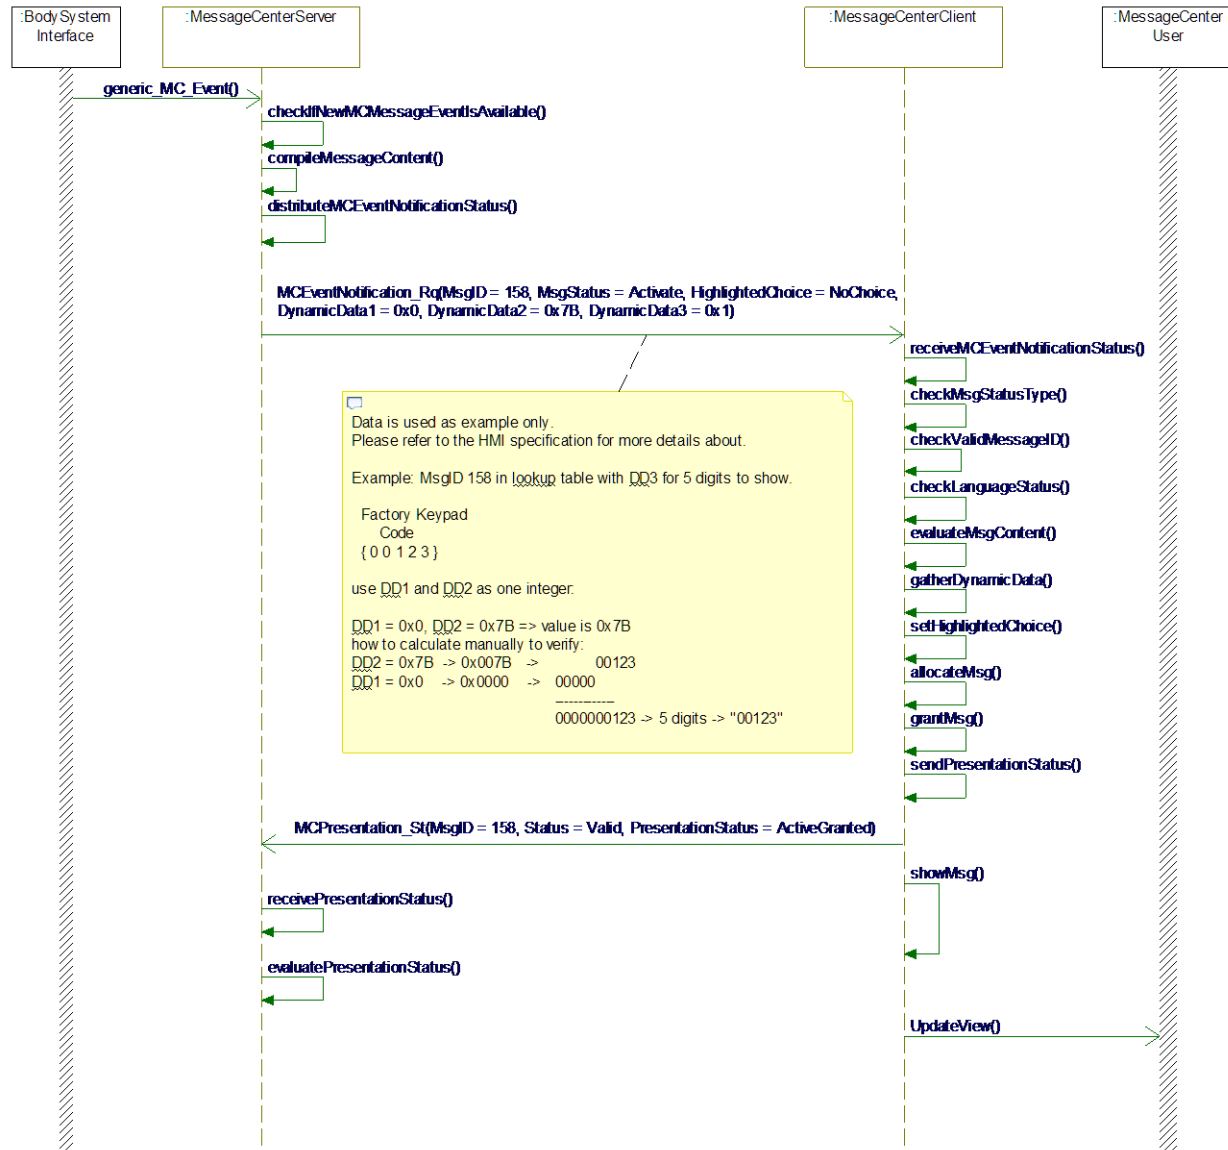 :BodySystem
Interface
:MessageCenterServer
:MessageCenterClient
:MessageCenter
User
generic_MC_Event()
checkIfNewMCMessageEventIsAvailable()
compileMessageContent()
distributeMCEventNotificationStatus()
MCEventNotification_Rq(MsgID = 158, MsgStatus = Activate, HighlightedChoice = NoChoice,
DynamicData1 = 0x0, DynamicData2 = 0x7B, DynamicData3 = 0x1)
receiveMCEventNotificationStatus()
checkMsgStatusType()
checkValidMessageID()
checkLanguageStatus()
evaluateMsgContent()
gatherDynamicData()
setHighlightedChoice()
allocateMsg()
grantMsg()
sendPresentationStatus()
Data is used as example only.
Please refer to the HMI specification for more details about.
Example: MsgID 158 in lookup table with DD3 for 5 digits to show.
Factory Keypad
Code
{ 0 0 1 2 3 }
use DD1 and DD2 as one integer:
DD1 = 0x0, DD2 = 0x7B => value is 0x7B
how to calculate manually to verify:
DD2 = 0x7B -> 0x007B -> 00123
DD1 = 0x0 -> 0x0000 -> 00000
------------
0000000123 -> 5 digits -> "00123"
MCPresentation_St(MsgID = 158, Status = Valid, PresentationStatus = ActiveGranted)
showMsg()
receivePresentationStatus()
evaluatePresentationStatus()
UpdateView()